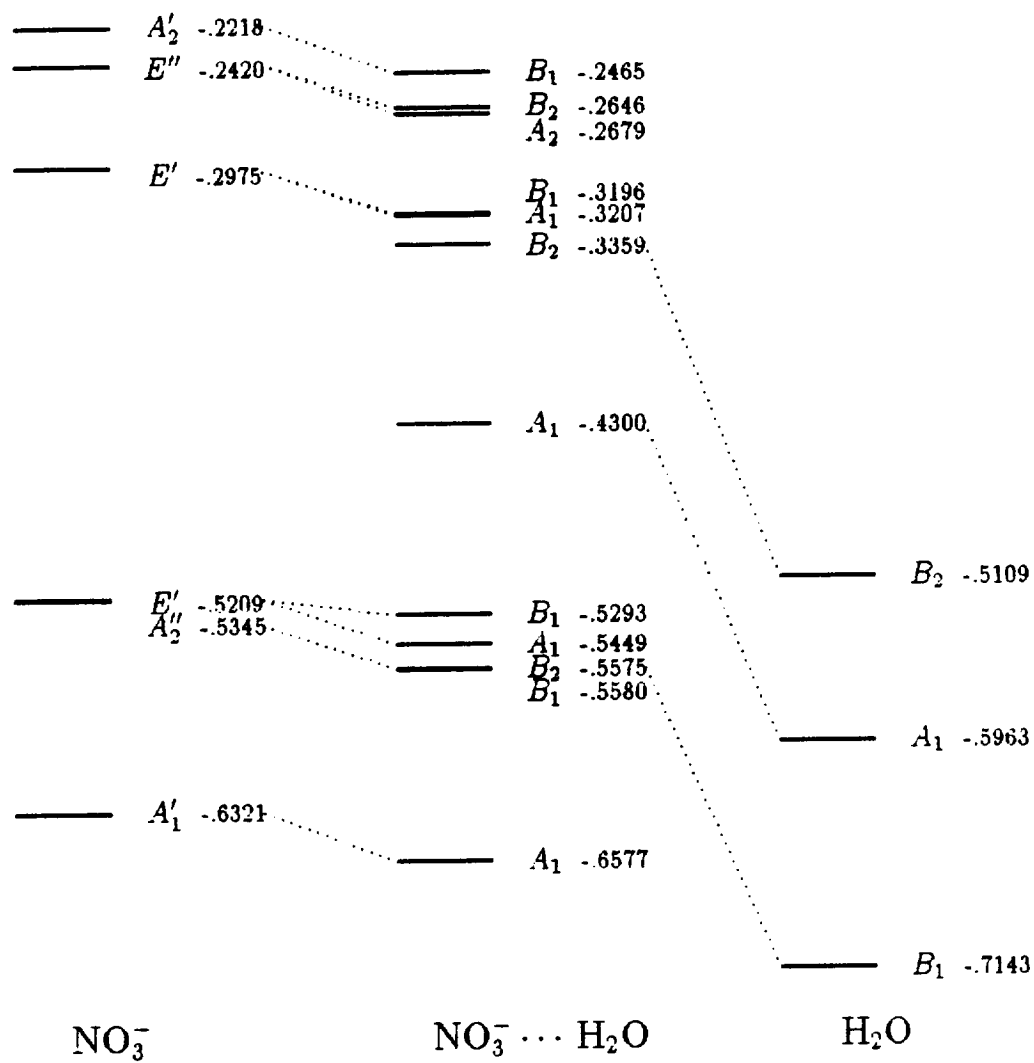 A′₂ -.2218
E″ -.2420
E′ -.2975
E′ -.5209
A″₂ -.5345
A′₁ -.6321
NO₃⁻
B₁ -.2465
B₂ -.2646
A₂ -.2679
B₁ -.3196
A₁ -.3207
B₂ -.3359
A₁ -.4300
B₁ -.5293
A₁ -.5449
B₂ -.5575
B₁ -.5580
A₁ -.6577
NO₃⁻ ··· H₂O
B₂ -.5109
A₁ -.5963
B₁ -.7143
H₂O